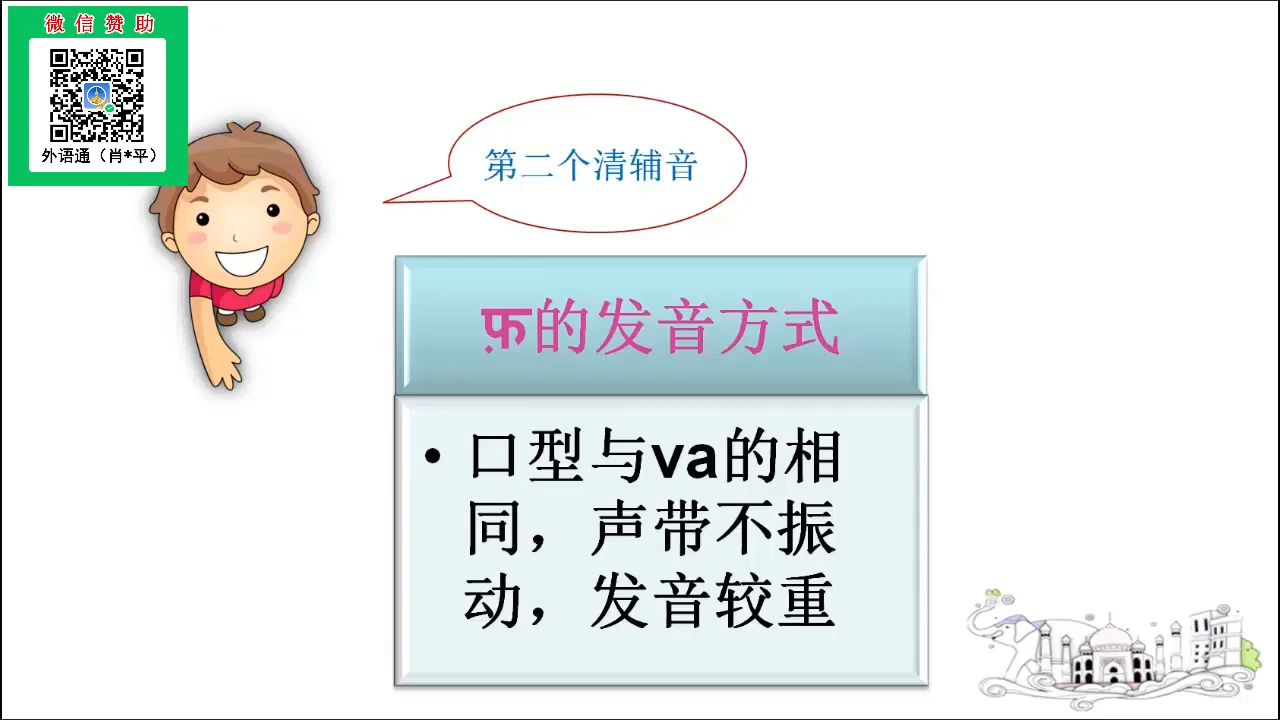 微信赞助
外语通（肖*平）
第二个清辅音
फ़的发音方式
• 口型与va的相
同，声带不振
动，发音较重